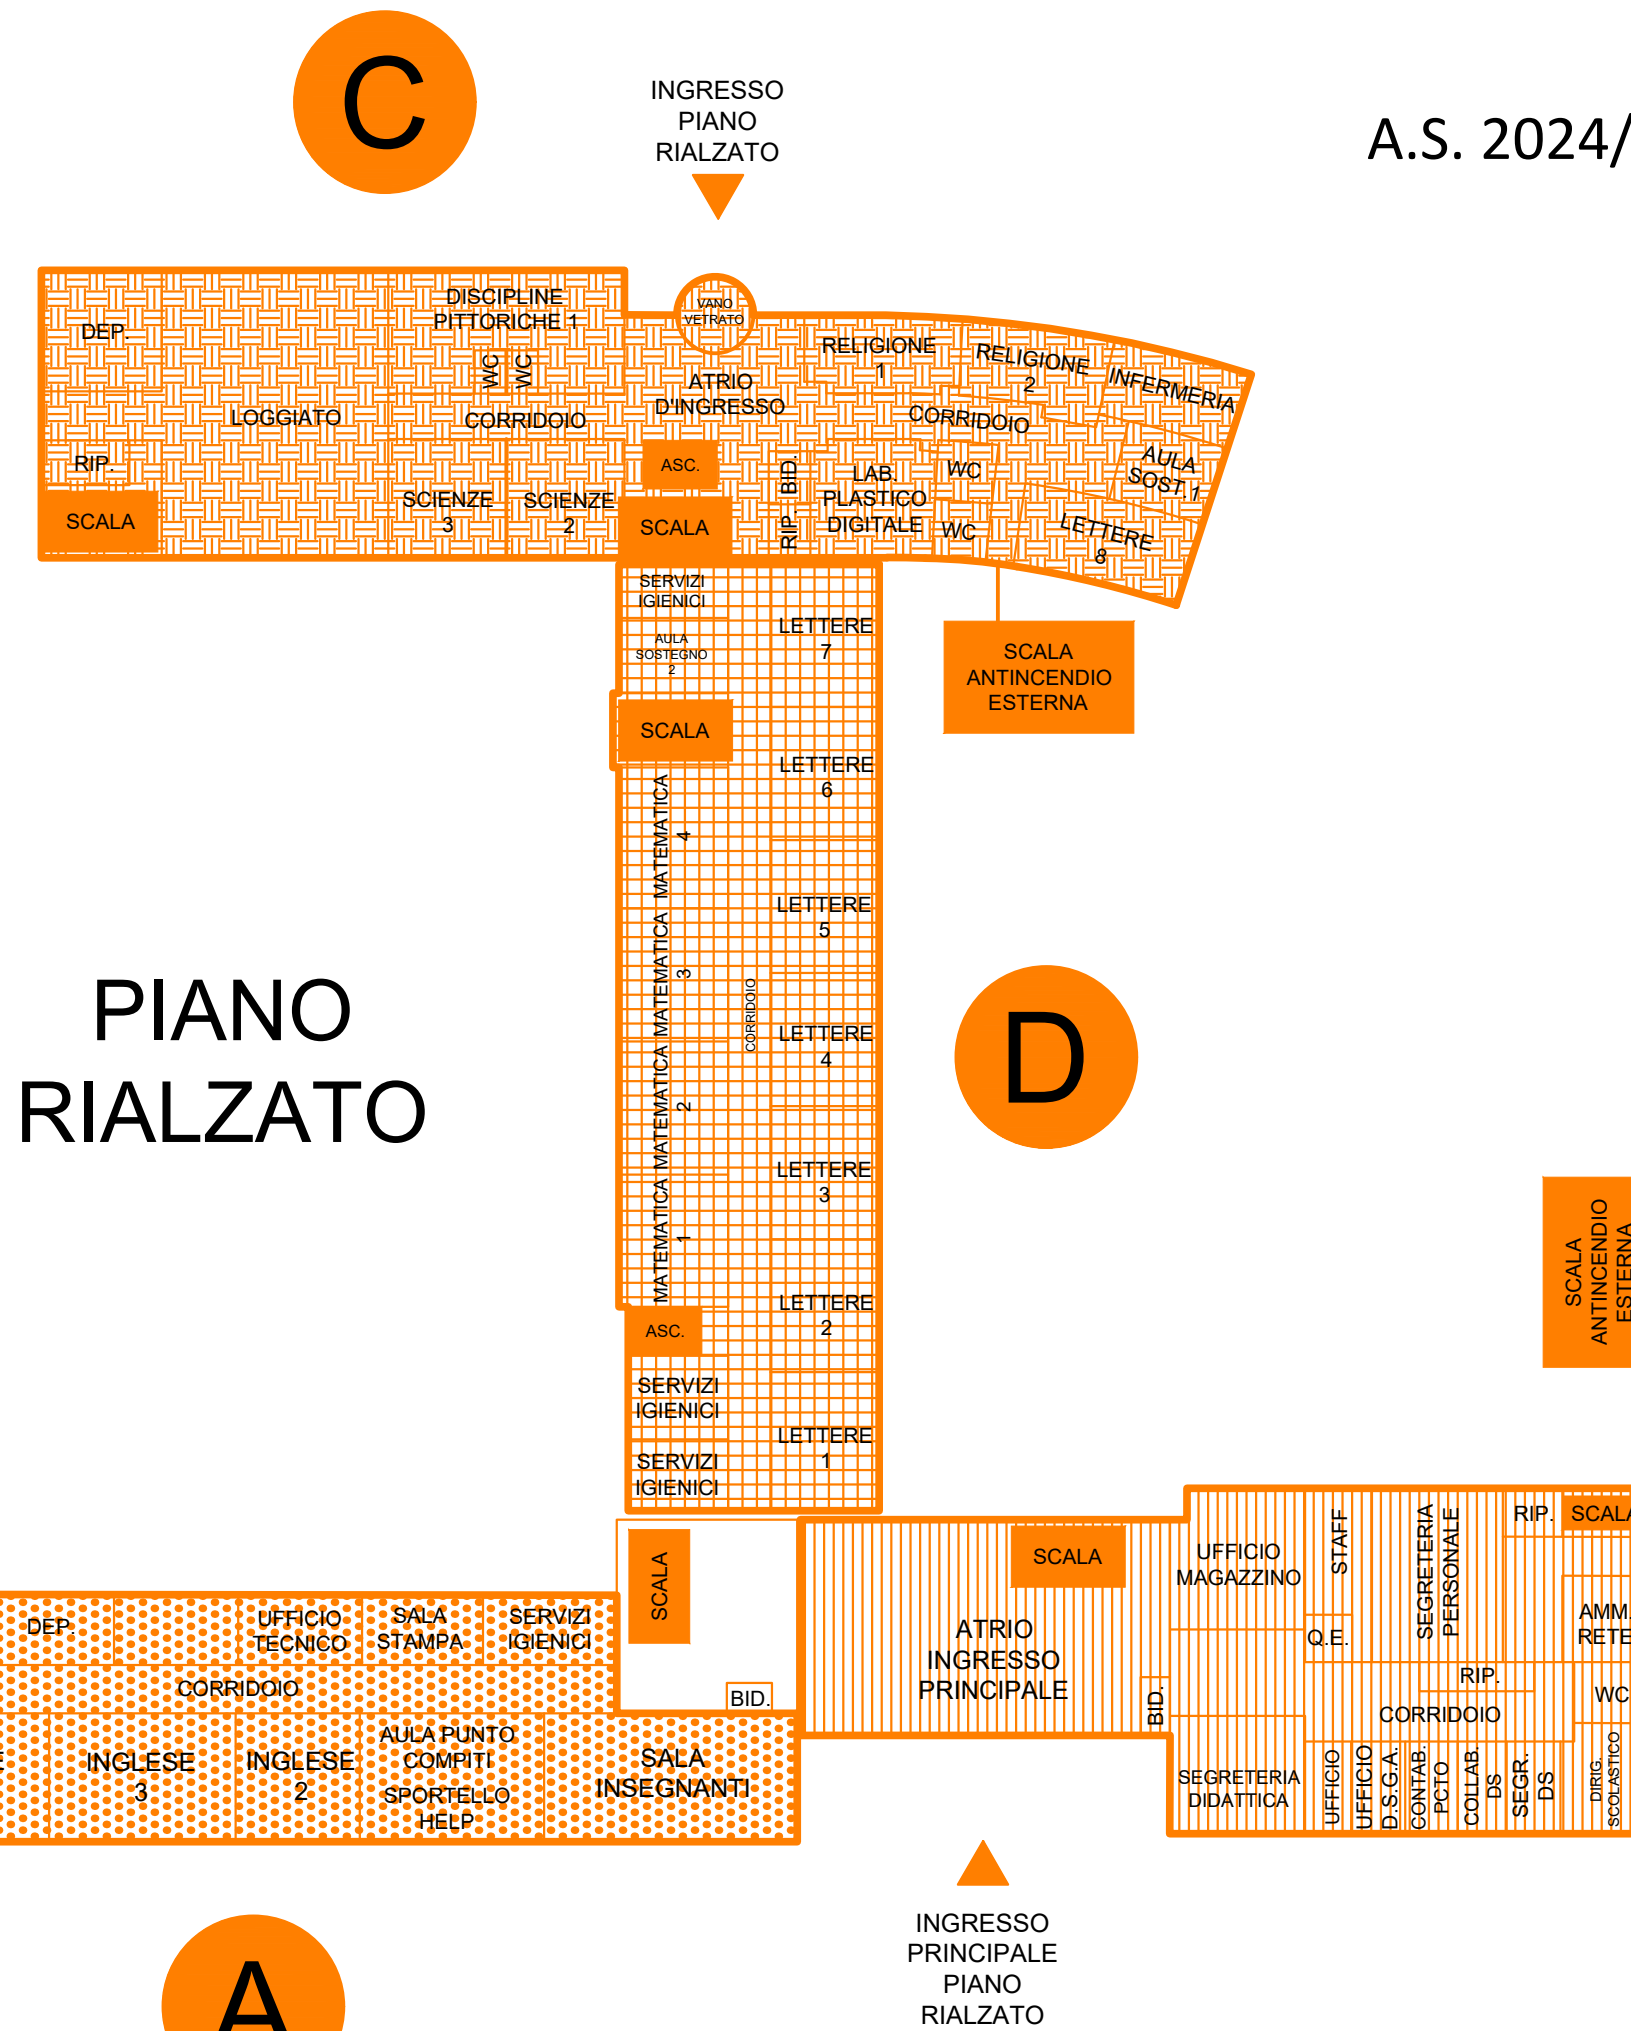 C
INGRESSO
PIANO
RIALZATO
A.S. 2024/
DEP.
DISCIPLINE
PITTORICHE 1
WC
WC
VANO
VETRATO
RELIGIONE
1
RELIGIONE
2
INFERMERIA
ATRIO
D'INGRESSO
LOGGIATO
CORRIDOIO
CORRIDOIO
RIP.
SCALA
SCIENZE
3
SCIENZE
2
ASC.
SCALA
BID.
RIP.
LAB.
PLASTICO
DIGITALE
WC
WC
AULA
SOST.1
LETTERE
8
SERVIZI
IGIENICI
AULA
SOSTEGNO
2
LETTERE
7
SCALA
ANTINCENDIO
ESTERNA
SCALA
LETTERE
6
MATEMATICA
4
LETTERE
5
MATEMATICA
3
CORRIDOIO
LETTERE
4
PIANO
RIALZATO
D
MATEMATICA
2
LETTERE
3
MATEMATICA
1
SCALA
ANTINCENDIO
ESTERNA
LETTERE
2
ASC.
SERVIZI
IGIENICI
LETTERE
1
SERVIZI
IGIENICI
SCALA
SCALA
UFFICIO
MAGAZZINO
STAFF
Q.E.
SEGRETERIA
PERSONALE
RIP.
SCALA
AMM.
RETE
DEP.
UFFICIO
TECNICO
SALA
STAMPA
SERVIZI
IGIENICI
ATRIO
INGRESSO
PRINCIPALE
BID.
BID.
RIP.
WC
CORRIDOIO
CORRIDOIO
E
INGLESE
3
INGLESE
2
AULA PUNTO
COMPITI
SPORTELLO
HELP
SALA
INSEGNANTI
SEGRETERIA
DIDATTICA
UFFICIO
UFFICIO
D.S.G.A.
CONTAB.
PCTO
COLLAB.
DS
SEGR.
DS
DIRIG.
SCOLASTICO
INGRESSO
PRINCIPALE
PIANO
RIALZATO
A